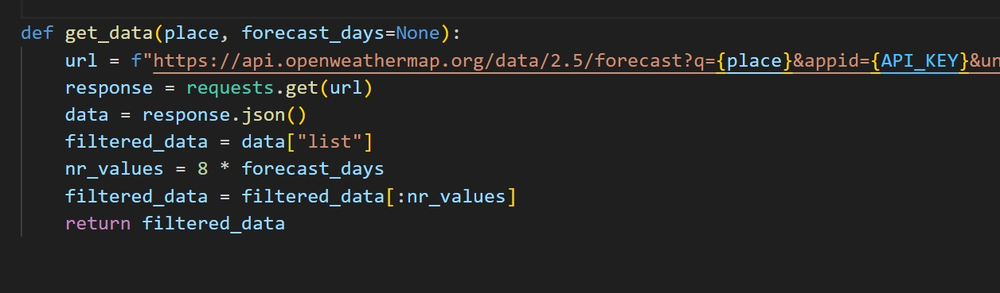 def get_data(place, forecast_days=None):
    url = f"https://api.openweathermap.org/data/2.5/forecast?q={place}&appid={API_KEY}&un
    response = requests.get(url)
    data = response.json()
    filtered_data = data["list"]
    nr_values = 8 * forecast_days
    filtered_data = filtered_data[:nr_values]
    return filtered_data